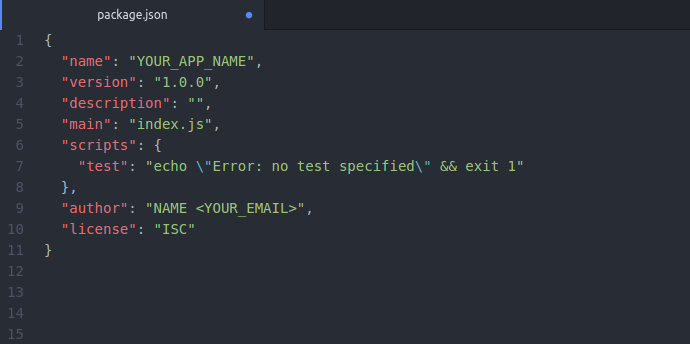 package.json
1 {
2   "name": "YOUR_APP_NAME",
3   "version": "1.0.0",
4   "description": "",
5   "main": "index.js",
6   "scripts": {
7     "test": "echo \"Error: no test specified\" && exit 1"
8   },
9   "author": "NAME <YOUR_EMAIL>",
10   "license": "ISC"
11 }
12
13
14
15